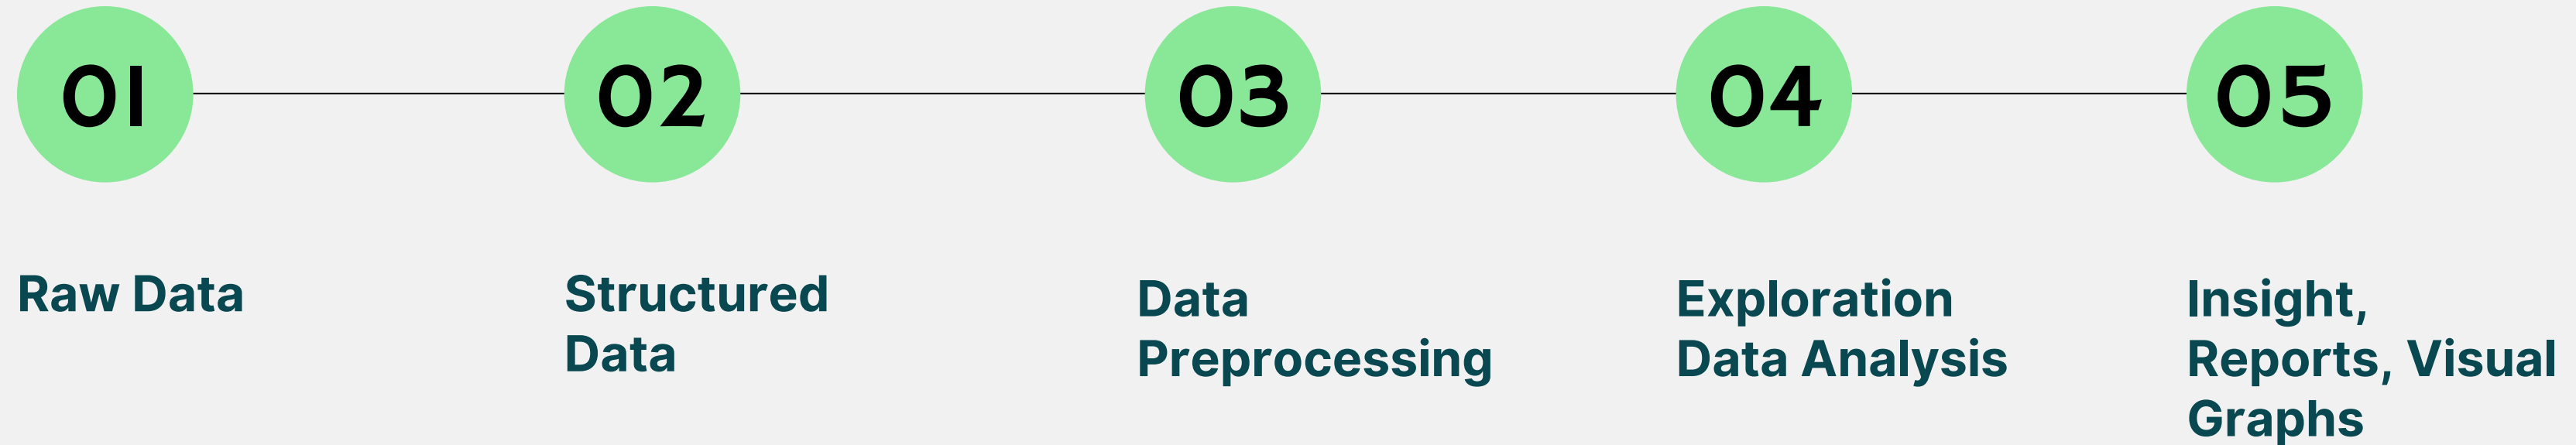 01
02
03
04
05
Raw Data
Structured
Data
Data
Preprocessing
Exploration
Data Analysis
Insight,
Reports, Visual
Graphs